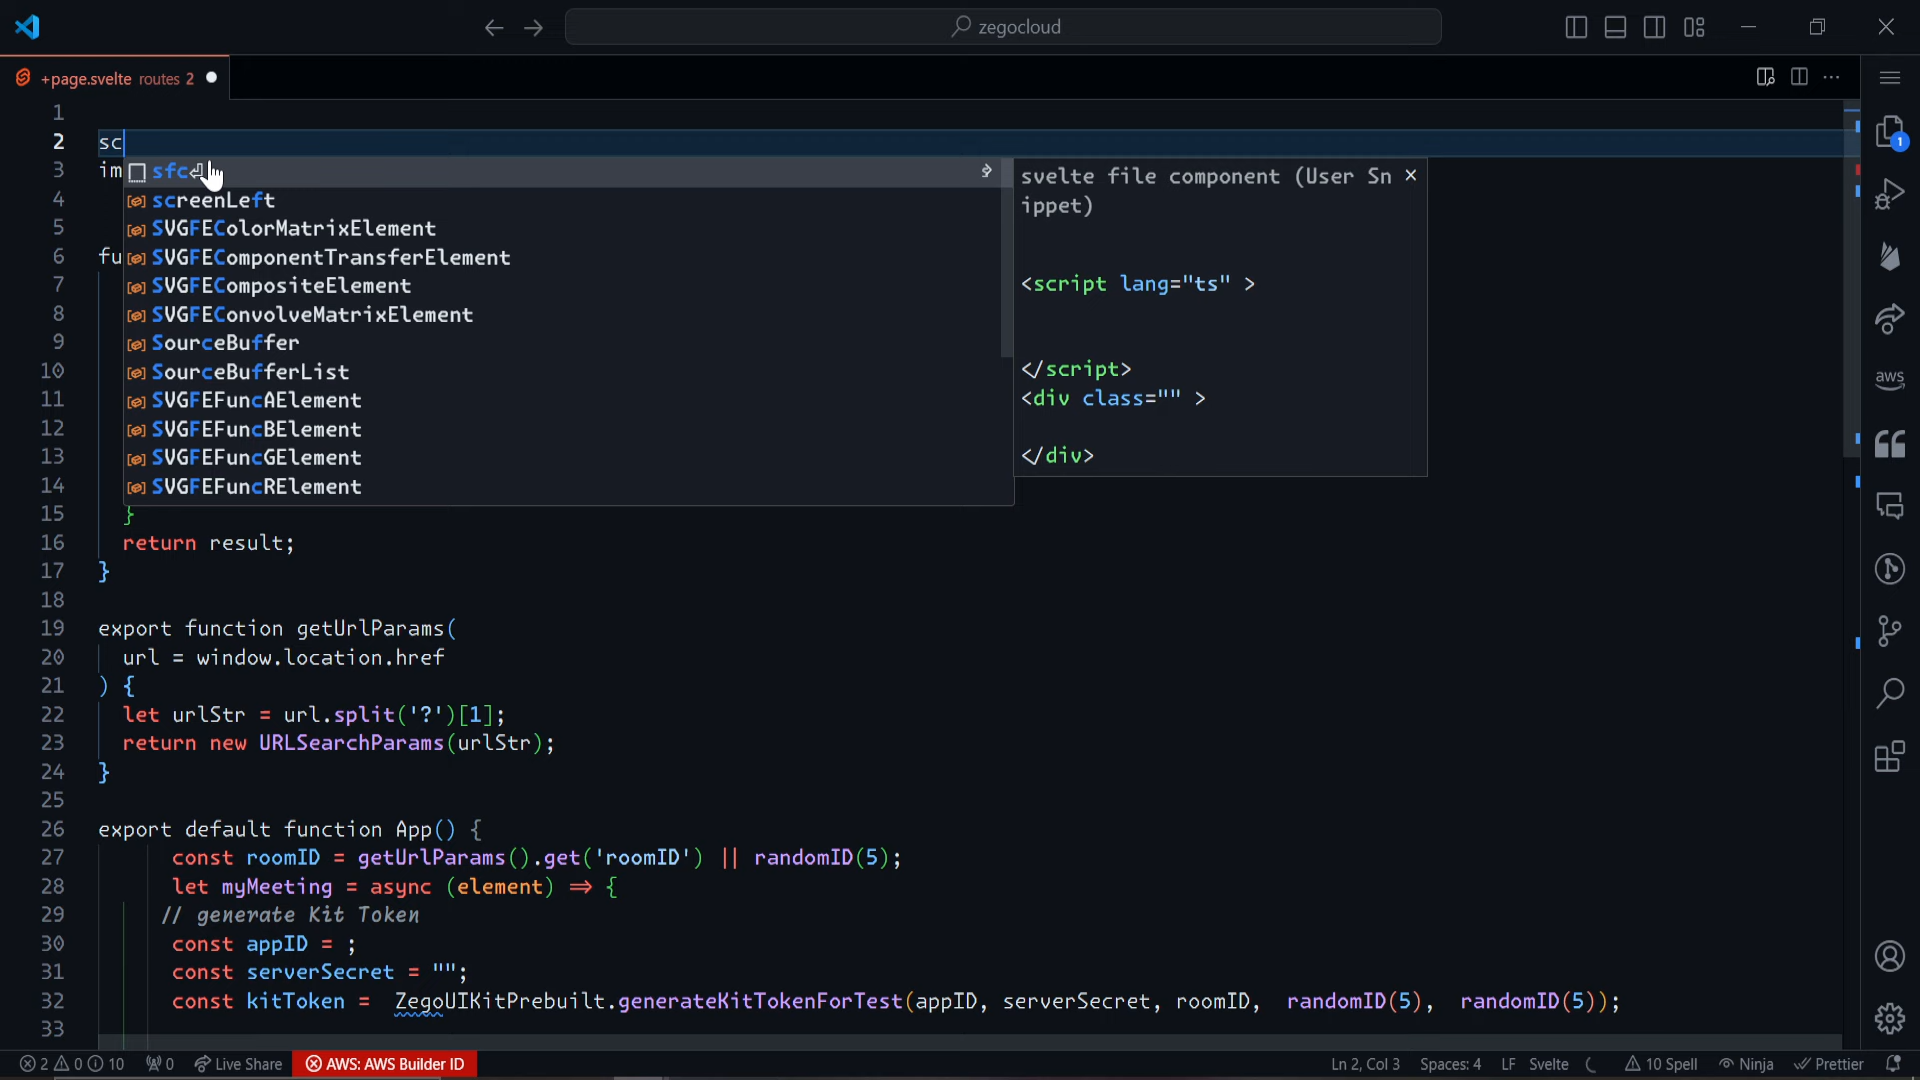 zegocloud
+page.svelte routes 2
1
2 sc
3 im
sfc
screenLeft
SVGFEColorMatrixElement
SVGFEComponentTransferElement
SVGFECompositeElement
SVGFEConvolveMatrixElement
SourceBuffer
SourceBufferList
SVGFEFuncAElement
SVGFEFuncBElement
SVGFEFuncGElement
SVGFEFuncRElement
svelte file component (User Sn
ippet)
<script lang="ts" >
</script>
<div class="" >
</div>
1
aws
4
5
6 fu
7
8
9
10
11
12
13
14
15 }
16 return result;
17 }
18
19 export function getUrlParams(
20 url = window.location.href
21 ) {
22 let urlStr = url.split('?')[1];
23 return new URLSearchParams(urlStr);
24 }
25
26 export default function App() {
27 const roomID = getUrlParams().get('roomID') || randomID(5);
28 let myMeeting = async (element) => {
29 // generate Kit Token
30 const appID = ;
31 const serverSecret = "";
32 const kitToken = ZegoUIKitPrebuilt.generateKitTokenForTest(appID, serverSecret, roomID, randomID(5), randomID(5));
33
2 0 10 0 Live Share AWS: AWS Builder ID Ln 2, Col 3 Spaces: 4 LF Svelte 10 Spell Ninja Prettier